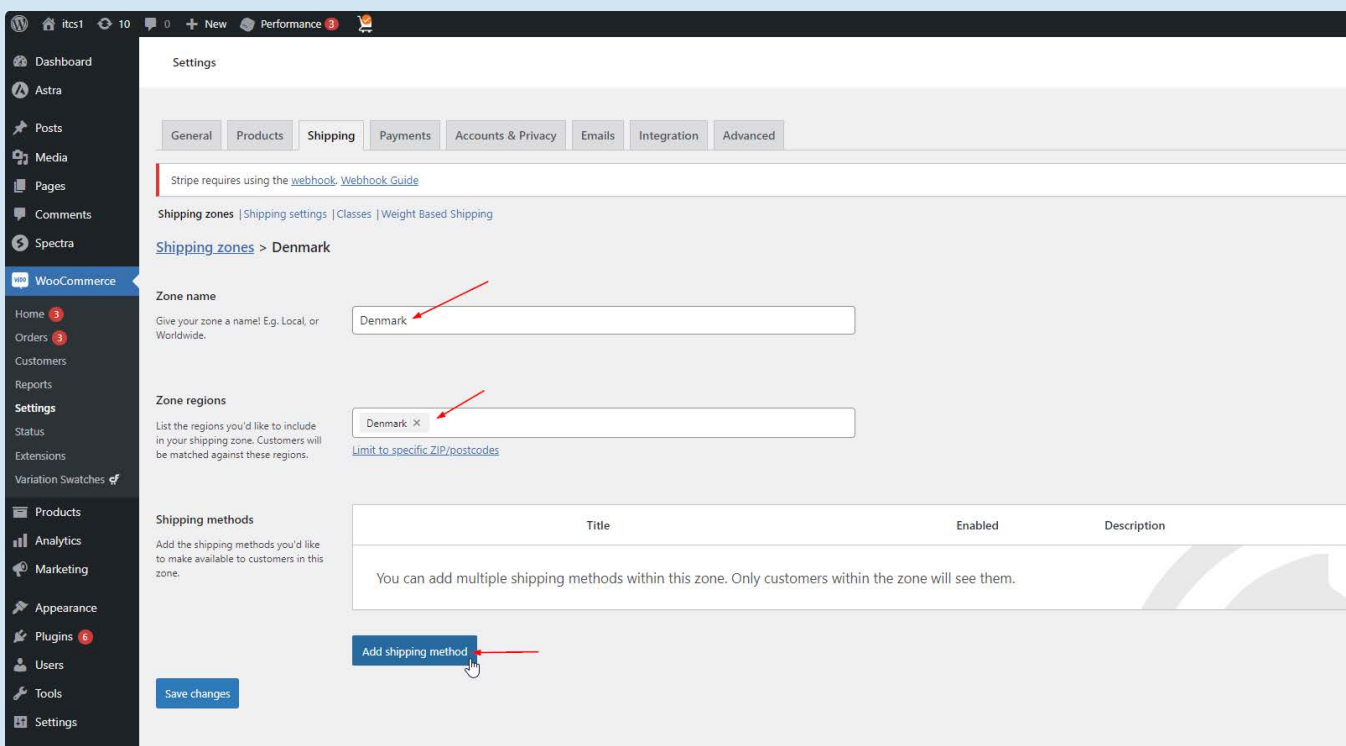 itcs1 10 0 + New Performance 3
Dashboard
Astra
Posts
Media
Pages
Comments
Spectra
WooCommerce
Home 3
Orders 3
Customers
Reports
Settings
Status
Extensions
Variation Swatches
Products
Analytics
Marketing
Appearance
Plugins 6
Users
Tools
Settings
Settings
General Products Shipping Payments Accounts & Privacy Emails Integration Advanced
Stripe requires using the webhook. Webhook Guide
Shipping zones | Shipping settings | Classes | Weight Based Shipping
Shipping zones > Denmark
Zone name
Give your zone a name! E.g. Local, or
Worldwide.
Denmark
Zone regions
List the regions you'd like to include
in your shipping zone. Customers will
be matched against these regions.
Denmark ×
Limit to specific ZIP/postcodes
Shipping methods
Add the shipping methods you'd like
to make available to customers in this
zone.
Title Enabled Description
You can add multiple shipping methods within this zone. Only customers within the zone will see them.
Add shipping method
Save changes